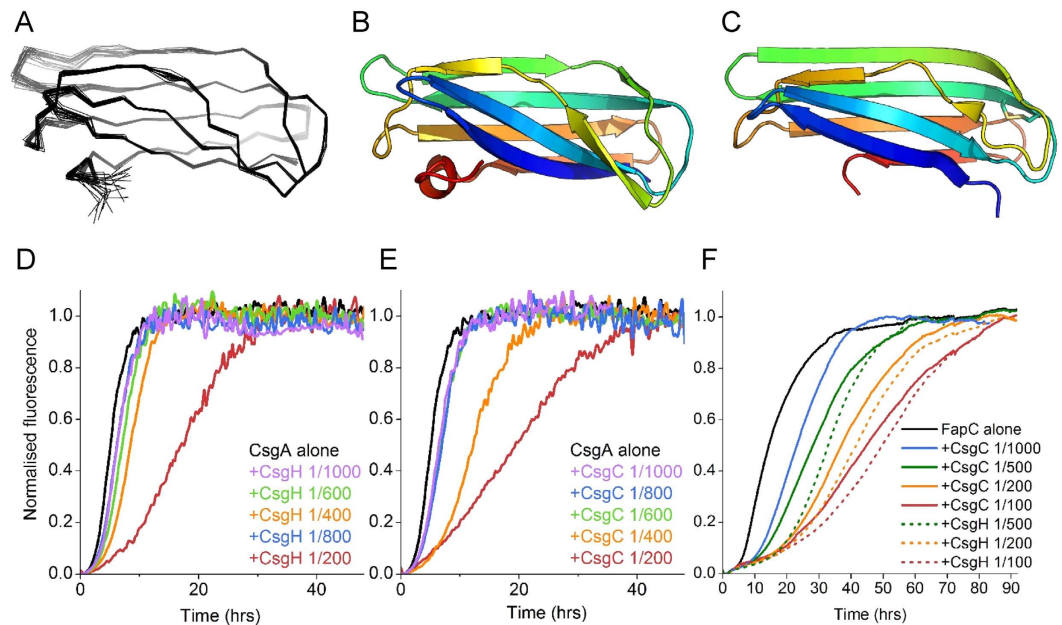 A
B
C
D
E
F
Normalised fluorescence
1.0
0.8
0.6
0.4
0.2
0.0
0
20
40
Time (hrs)
CsgA alone
+CsgH 1/1000
+CsgH 1/600
+CsgH 1/400
+CsgH 1/800
+CsgH 1/200
1.0
0.8
0.6
0.4
0.2
0.0
0
20
40
Time (hrs)
CsgA alone
+CsgC 1/1000
+CsgC 1/800
+CsgC 1/600
+CsgC 1/400
+CsgC 1/200
1.0
0.8
0.6
0.4
0.2
0.0
0 10 20 30 40 50 60 70 80 90
Time (hrs)
FapC alone
+CsgC 1/1000
+CsgC 1/500
+CsgC 1/200
+CsgC 1/100
+CsgH 1/500
+CsgH 1/200
+CsgH 1/100